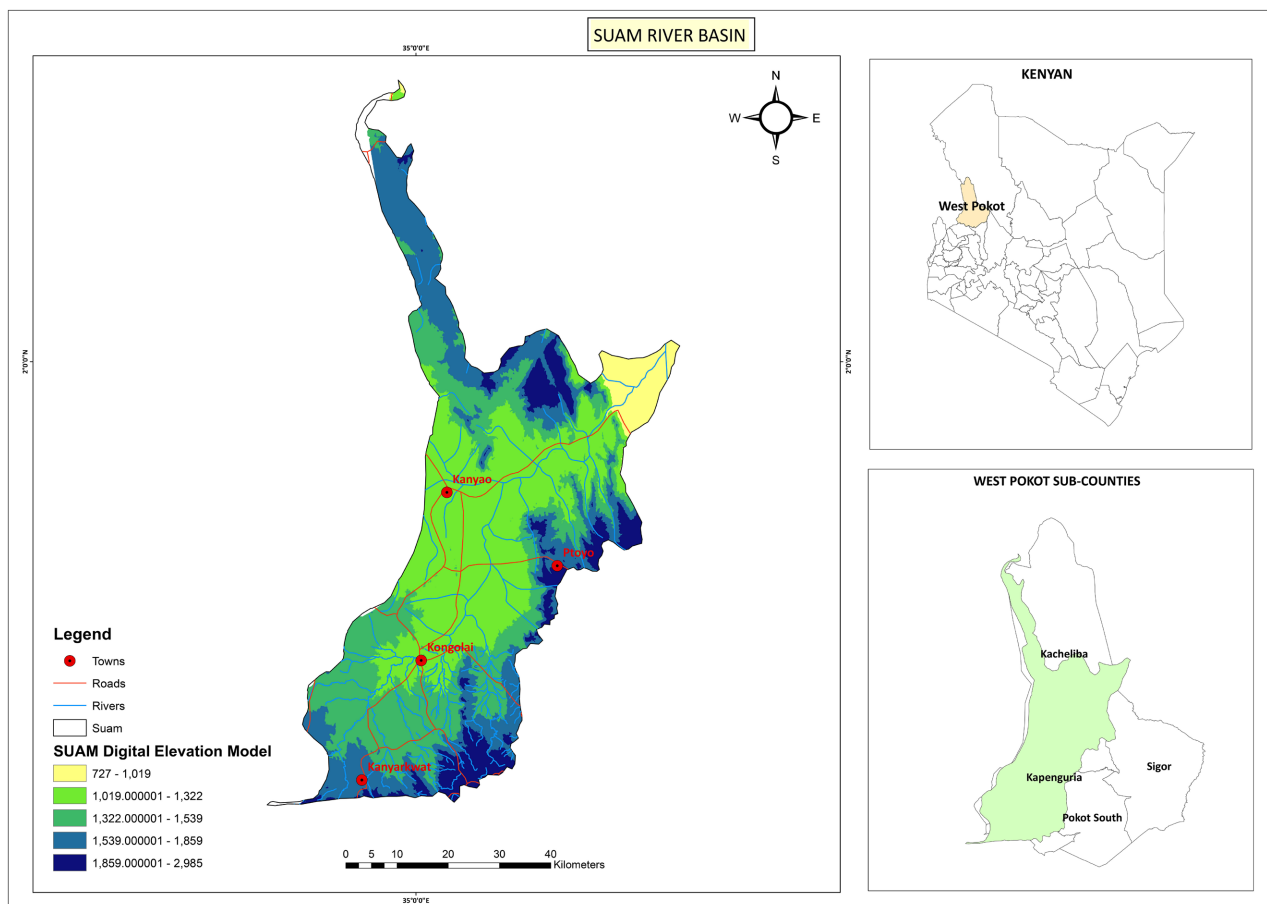 SUAM RIVER BASIN
35°0'0"E
N
W
E
S
2°0'0"N
2°0'0"N
Kanyao
Ptoyo
Kongolai
Kanyarkwat
Legend
Towns
Roads
Rivers
Suam
SUAM Digital Elevation Model
727 - 1,019
1,019.000001 - 1,322
1,322.000001 - 1,539
1,539.000001 - 1,859
1,859.000001 - 2,985
0 5 10 20 30 40
Kilometers
35°0'0"E
KENYAN
West Pokot
WEST POKOT SUB-COUNTIES
Kacheliba
Kapenguria
Sigor
Pokot South